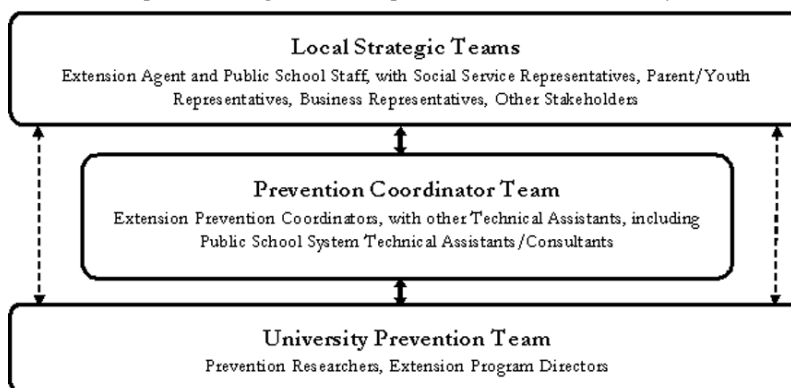 Local Strategic Teams
Extension Agent and Public School Staff, with Social Service Representatives, Parent/Youth
Representatives, Business Representatives, Other Stakeholders
Prevention Coordinator Team
Extension Prevention Coordinators, with other Technical Assistants, including
Public School System Technical Assistants/Consultants
University Prevention Team
Prevention Researchers, Extension Program Directors